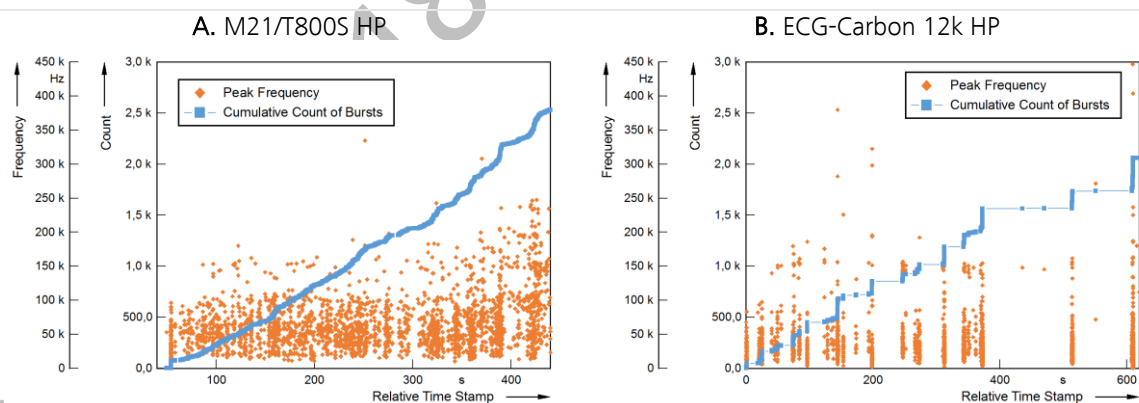 A. M21/T800S HP
450 k
Hz
400 k
350 k
300 k
250 k
200 k
150 k
100 k
50 k
0
Frequency
3,0 k
2,5 k
2,0 k
1,5 k
1,0 k
500,0
0,0
Count
Peak Frequency
Cumulative Count of Bursts
100
200
300
s
400
Relative Time Stamp
B. ECG-Carbon 12k HP
450 k
Hz
400 k
350 k
300 k
250 k
200 k
150 k
100 k
50 k
0
Frequency
3,0 k
2,5 k
2,0 k
1,5 k
1,0 k
500,0
0,0
Count
Peak Frequency
Cumulative Count of Bursts
0
200
400
s
600
Relative Time Stamp